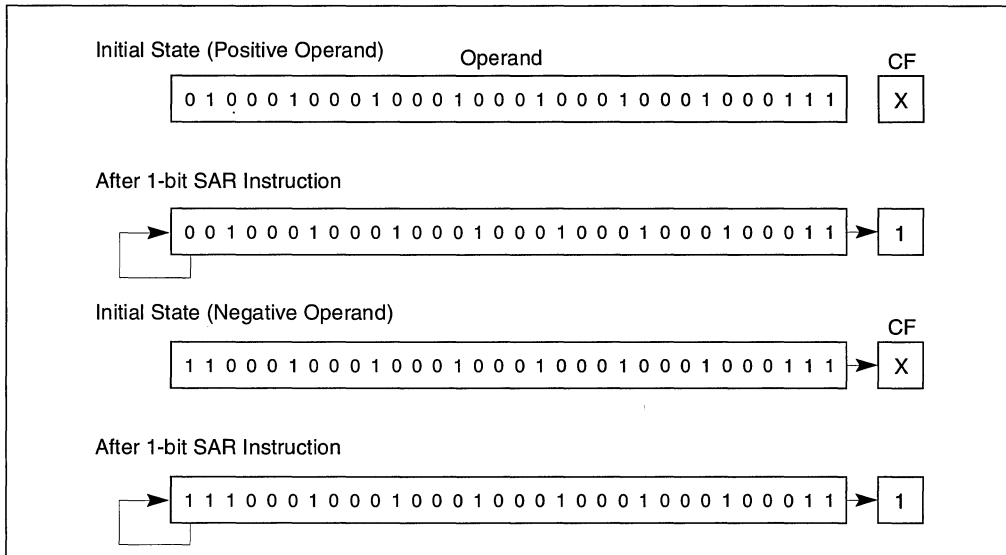 Initial State (Positive Operand)
Operand
CF
0 1 0 0 0 1 0 0 0 1 0 0 0 1 0 0 0 1 0 0 0 1 0 0 0 1 0 0 0 1 1 1 X
After 1-bit SAR Instruction
0 0 1 0 0 0 1 0 0 0 1 0 0 0 1 0 0 0 1 0 0 0 1 0 0 0 1 0 0 0 1 1 1
Initial State (Negative Operand)
CF
1 1 0 0 0 1 0 0 0 1 0 0 0 1 0 0 0 1 0 0 0 1 0 0 0 1 0 0 0 1 1 1 X
After 1-bit SAR Instruction
1 1 1 0 0 0 1 0 0 0 1 0 0 0 1 0 0 0 1 0 0 0 1 0 0 0 1 0 0 0 1 1 1